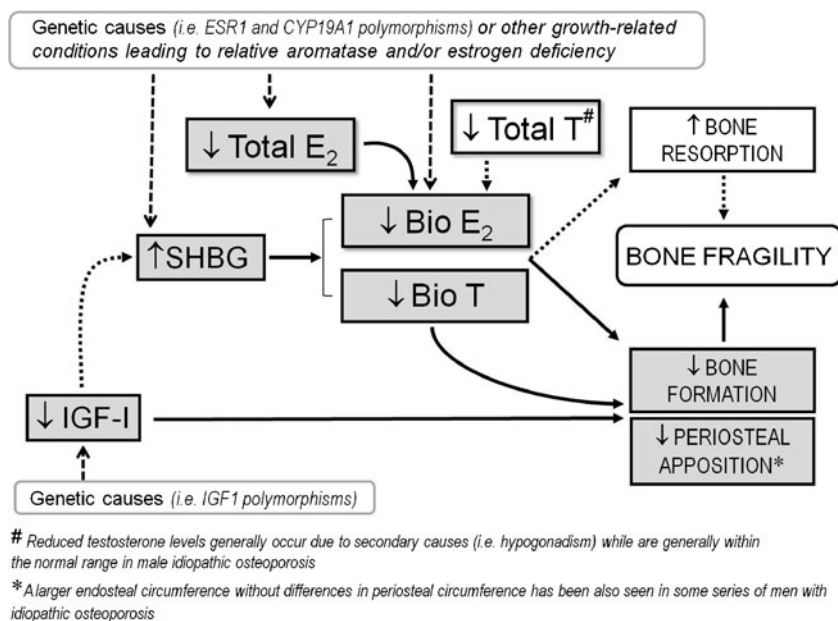 Genetic causes (i.e. ESR1 and CYP19A1 polymorphisms) or other growth-related
conditions leading to relative aromatase and/or estrogen deficiency
↓ Total E₂
↓ Total T#
↑ BONE
RESORPTION
↓ Bio E₂
↑SHBG
BONE FRAGILITY
↓ Bio T
↓ BONE
FORMATION
↓ IGF-I
↓ PERIOSTEAL
APPOSITION*
Genetic causes (i.e. IGF1 polymorphisms)
# Reduced testosterone levels generally occur due to secondary causes (i.e. hypogonadism) while are generally within
the normal range in male idiopathic osteoporosis
*A larger endosteal circumference without differences in periosteal circumference has been also seen in some series of men with
idiopathic osteoporosis